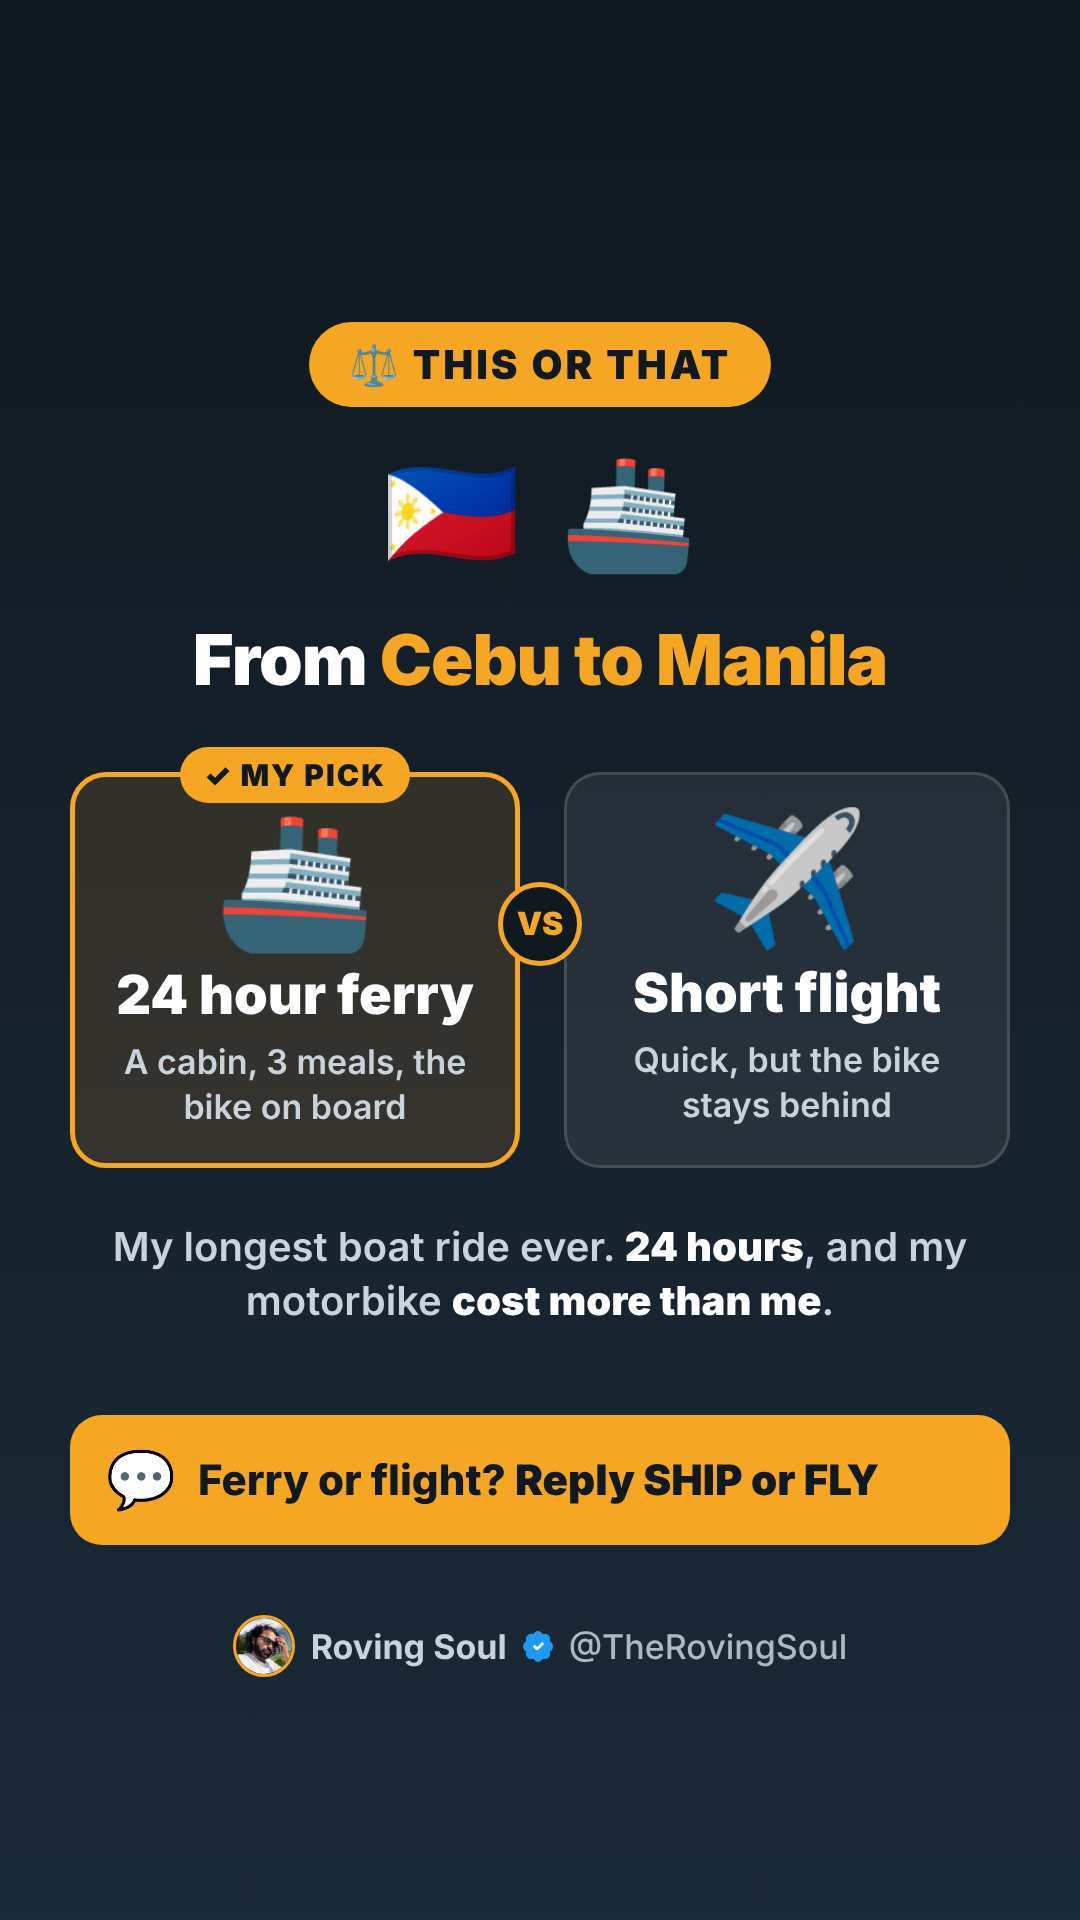 THIS OR THAT
From Cebu to Manila
MY PICK
24 hour ferry
A cabin, 3 meals, the
bike on board
VS
Short flight
Quick, but the bike
stays behind
My longest boat ride ever. 24 hours, and my
motorbike cost more than me.
Ferry or flight? Reply SHIP or FLY
Roving Soul @TheRovingSoul